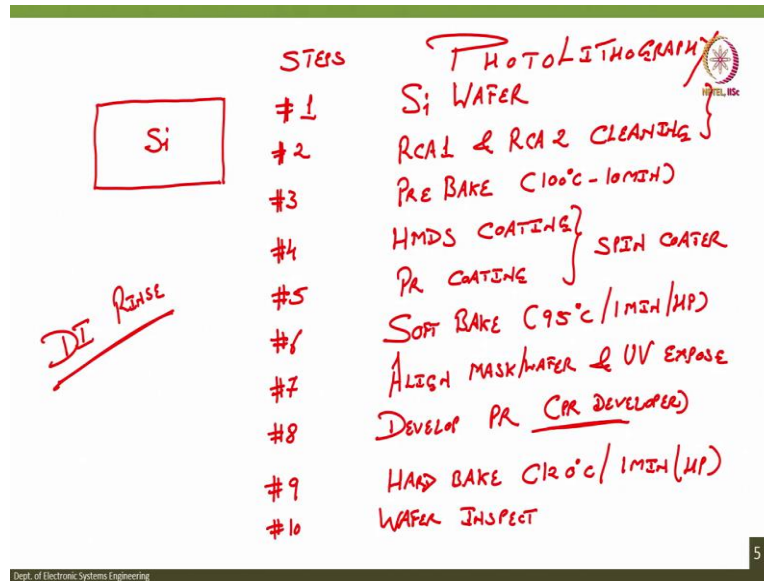 STEPS PHOTOLITHOGRAPHY
NPTEL, IISc
#1 Si WAFER
Si
#2 RCA1 & RCA2 CLEANING
#3 PRE BAKE (100°C - 10MIN)
#4 HMDS COATING
SPIN COATER
#5 PR COATING
DI RINSE
#6 SOFT BAKE (95°C/1MIN/HP)
#7 ALIGN MASK/WAFER & UV EXPOSE
#8 DEVELOP PR (PR DEVELOPER)
#9 HARD BAKE (120°C/1MIN/HP)
#10 WAFER INSPECT
5
Dept. of Electronic Systems Engineering